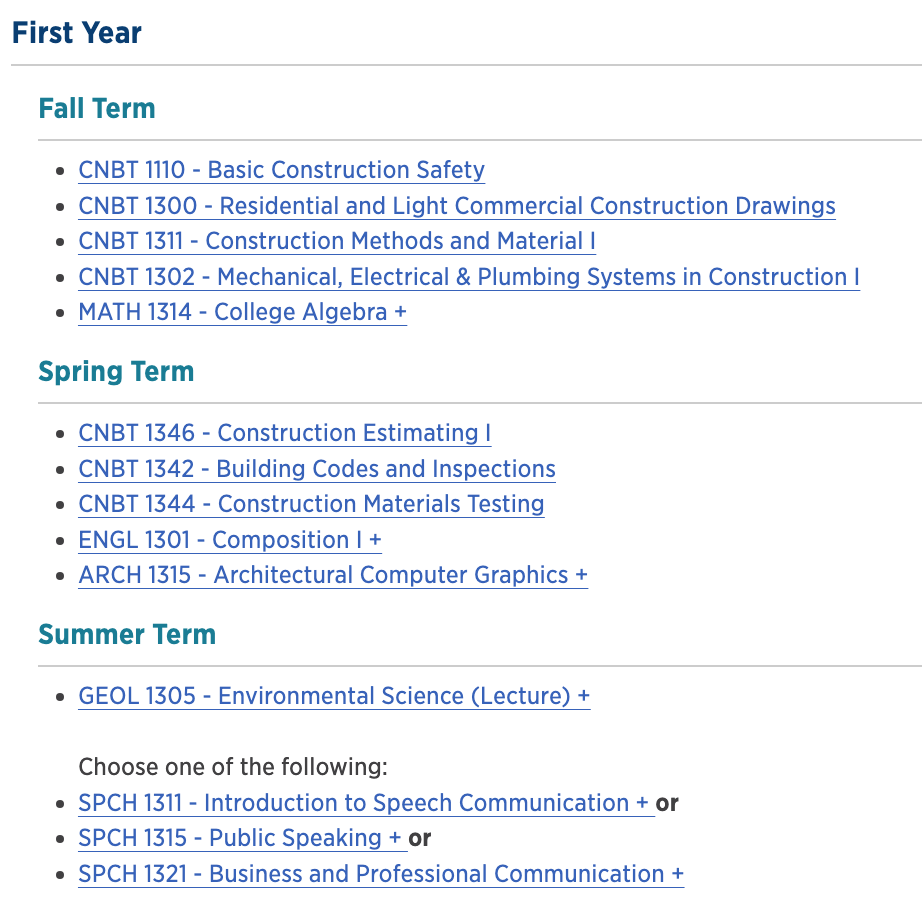 First Year
Fall Term
CNBT 1110 - Basic Construction Safety
CNBT 1300 - Residential and Light Commercial Construction Drawings
CNBT 1311 - Construction Methods and Material I
CNBT 1302 - Mechanical, Electrical & Plumbing Systems in Construction I
MATH 1314 - College Algebra +
Spring Term
CNBT 1346 - Construction Estimating I
CNBT 1342 - Building Codes and Inspections
CNBT 1344 - Construction Materials Testing
ENGL 1301 - Composition I +
ARCH 1315 - Architectural Computer Graphics +
Summer Term
GEOL 1305 - Environmental Science (Lecture) +
Choose one of the following:
SPCH 1311 - Introduction to Speech Communication + or
SPCH 1315 - Public Speaking + or
SPCH 1321 - Business and Professional Communication +